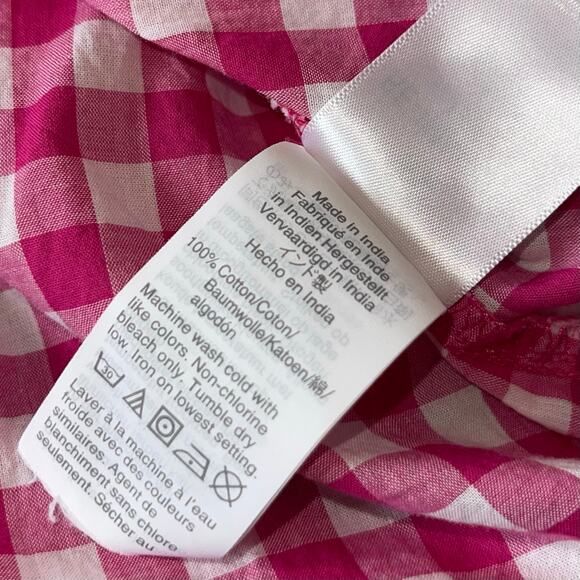 Made in India
Fabriqué en Inde
in Indien Hergestellt
Vervaardigd in India
インド製
Hecho en India
100% Cotton/Coton/
Baumwolle/Katoen/綿/
algodón
Machine wash cold with
like colors. Non-chlorine
bleach only. Tumble dry
low. Iron on lowest setting.
30
Laver à la machine à l'eau
froide avec des couleurs
similaires. Agent de
blanchiment sans chlore
seulement. Sécher au